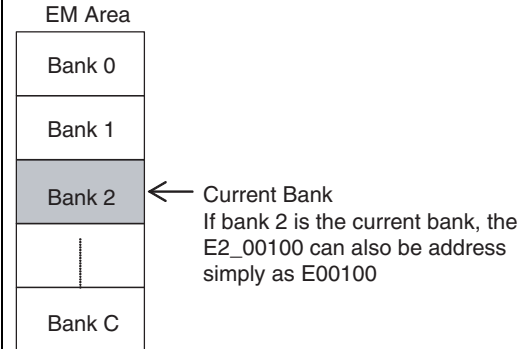 EM Area
Bank 0
Bank 1
Bank 2
Current Bank
If bank 2 is the current bank, the
E2_00100 can also be address
simply as E00100
Bank C